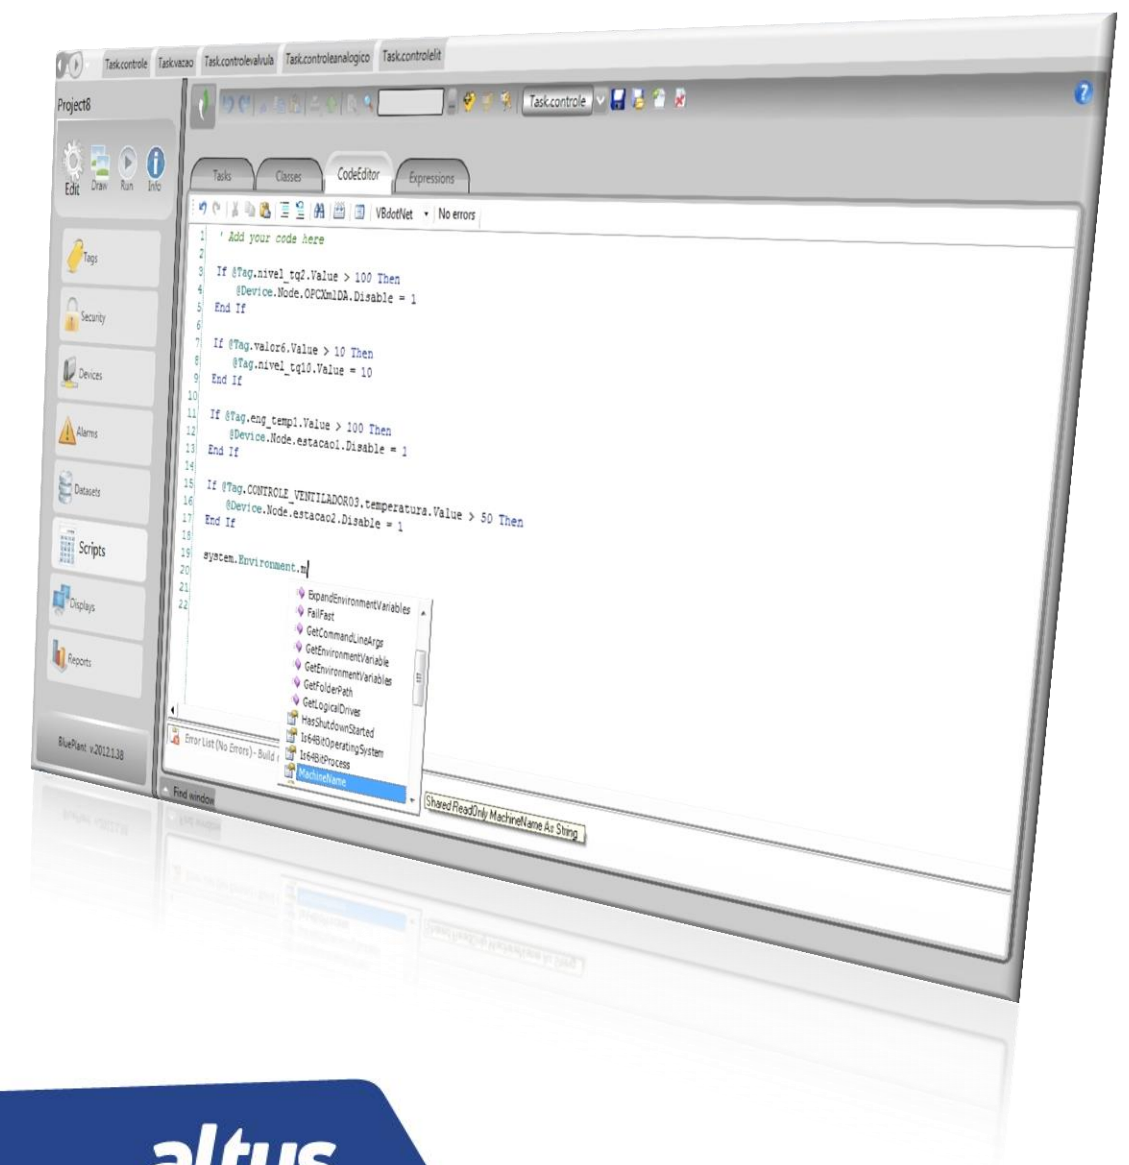 Task.controle Task.vazao Task.controlevalvula Task.controleanalogico Task.controlelit
Project8
Task.controle
Edit Draw Run Info
Tasks Classes CodeEditor Expressions
VBdotNet No errors
Tags
Security
Devices
Alarms
Datasets
Scripts
Displays
Reports
BluePlant v.2012.1.38
1 ' Add your code here
2
3 If @Tag.nivel_tq2.Value > 100 Then
4 @Device.Node.OPCXmlDA.Disable = 1
5 End If
6
7 If @Tag.valor6.Value > 10 Then
8 @Tag.nivel_tq10.Value = 10
9 End If
10
11 If @Tag.eng_temp1.Value > 100 Then
12 @Device.Node.estacao1.Disable = 1
13 End If
14
15 If @Tag.CONTROLE_VENTILADOR03.temperatura.Value > 50 Then
16 @Device.Node.estacao2.Disable = 1
17 End If
18
19 system.Environment.m
20
21
22
ExpandEnvironmentVariables
FailFast
GetCommandLineArgs
GetEnvironmentVariable
GetEnvironmentVariables
GetFolderPath
GetLogicalDrives
HasShutdownStarted
Is64BitOperatingSystem
Is64BitProcess
MachineName
Shared ReadOnly MachineName As String
Error List (No Errors) - Build
Find window
altus